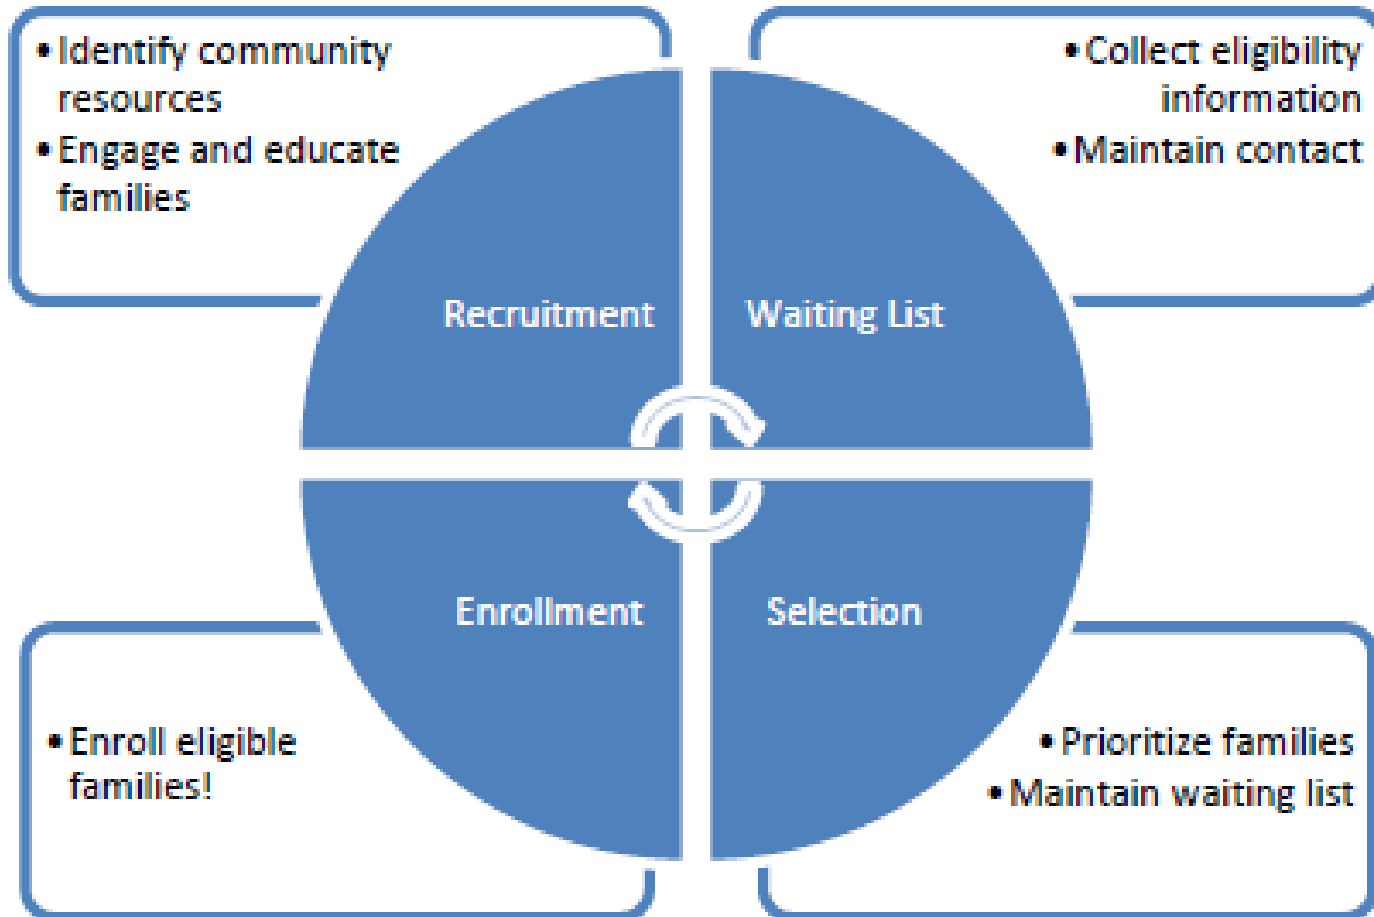 • Identify community
resources
• Engage and educate
families
• Collect eligibility
information
• Maintain contact
Recruitment
Waiting List
Enrollment
Selection
• Enroll eligible
families!
• Prioritize families
• Maintain waiting list